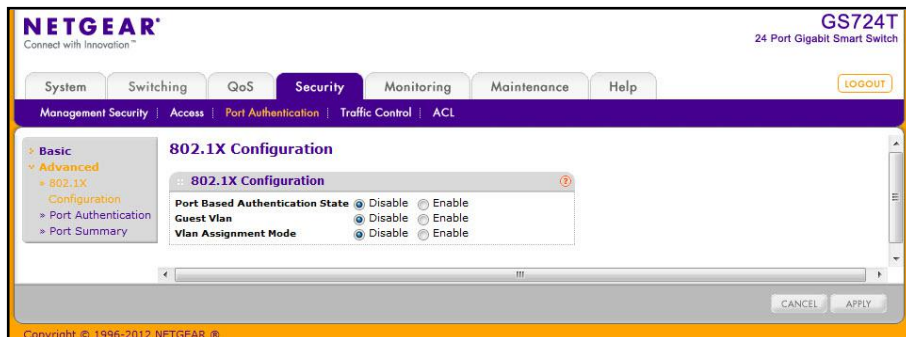 NETGEAR®
Connect with Innovation™
GS724T
24 Port Gigabit Smart Switch
System Switching QoS Security Monitoring Maintenance Help LOGOUT
Management Security | Access | Port Authentication | Traffic Control | ACL
Basic
Advanced
» 802.1X
Configuration
» Port Authentication
» Port Summary
802.1X Configuration
802.1X Configuration ?
Port Based Authentication State Disable Enable
Guest Vlan Disable Enable
Vlan Assignment Mode Disable Enable
CANCEL APPLY
Copyright © 1996-2012 NETGEAR ®